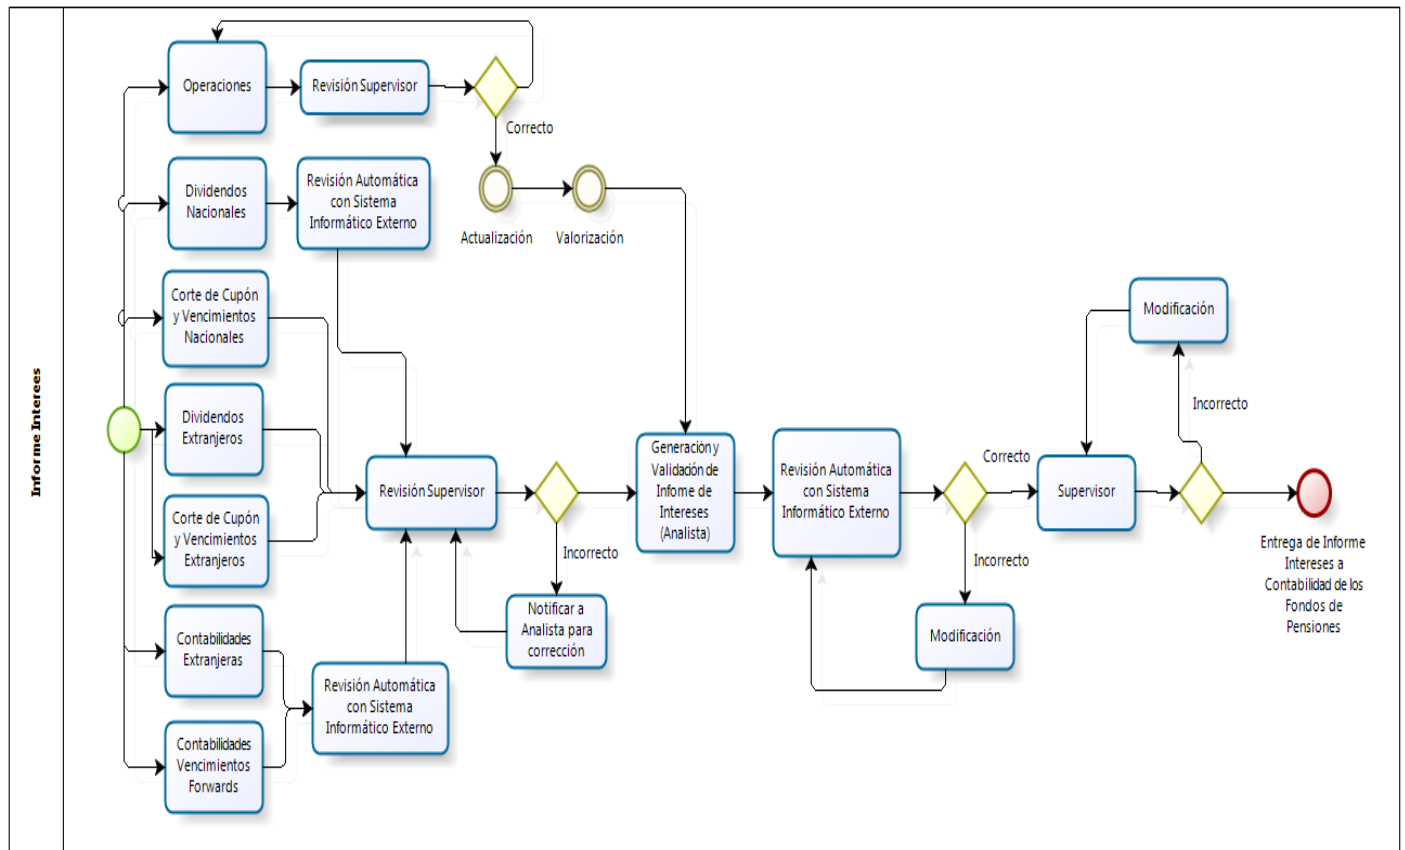 Informe Interees
Operaciones
Revisión Supervisor
Correcto
Dividendos
Nacionales
Revisión Automática
con Sistema
Informático Externo
Actualización
Valorización
Corte de Cupón
y Vencimientos
Nacionales
Dividendos
Extranjeros
Corte de Cupón
y Vencimientos
Extranjeros
Contabilidades
Extranjeras
Contabilidades
Vencimientos
Forwards
Revisión Automática
con Sistema
Informático Externo
Revisión Supervisor
Incorrecto
Notificar a
Analista para
corrección
Generación y
Validación de
Infome de
Intereses
(Analista)
Revisión Automática
con Sistema
Informático Externo
Correcto
Incorrecto
Modificación
Supervisor
Modificación
Incorrecto
Entrega de Informe
Intereses a
Contabilidad de los
Fondos de
Pensiones